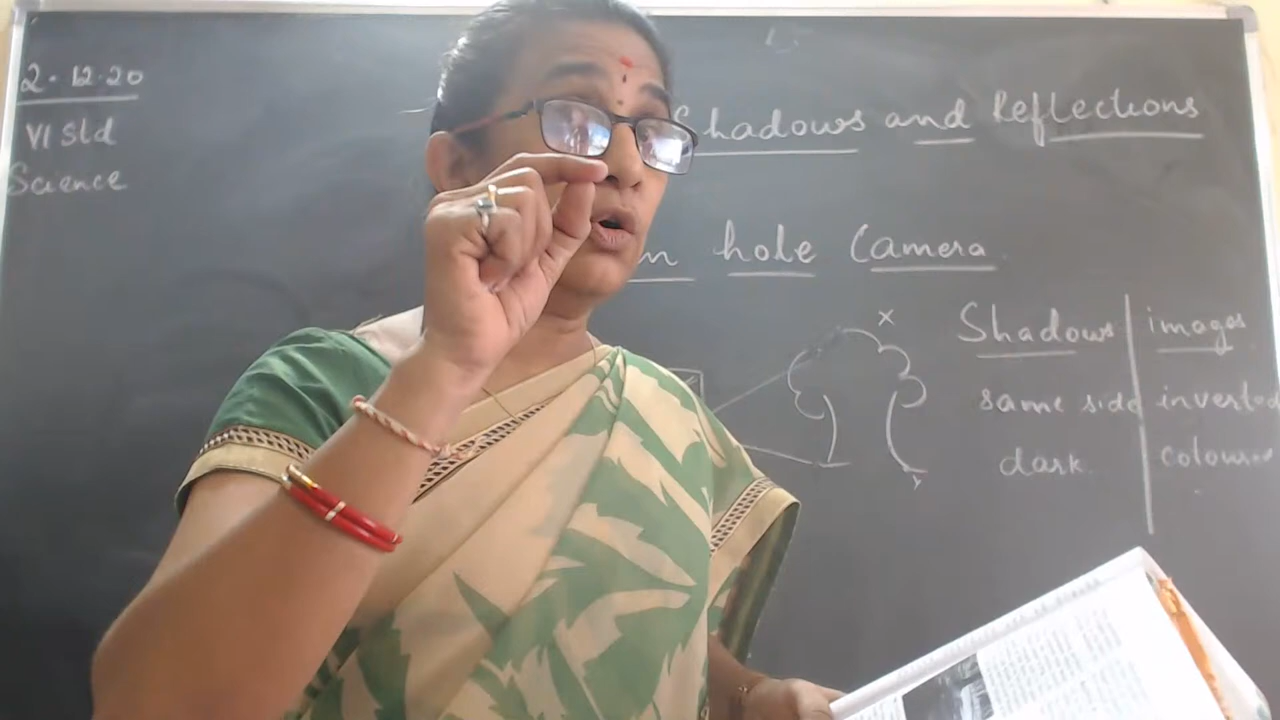 2.12.20
VI Std
Science
Shadows and Reflections
n hole Camera
x
Shadows images
same side inverted
dark colour
y